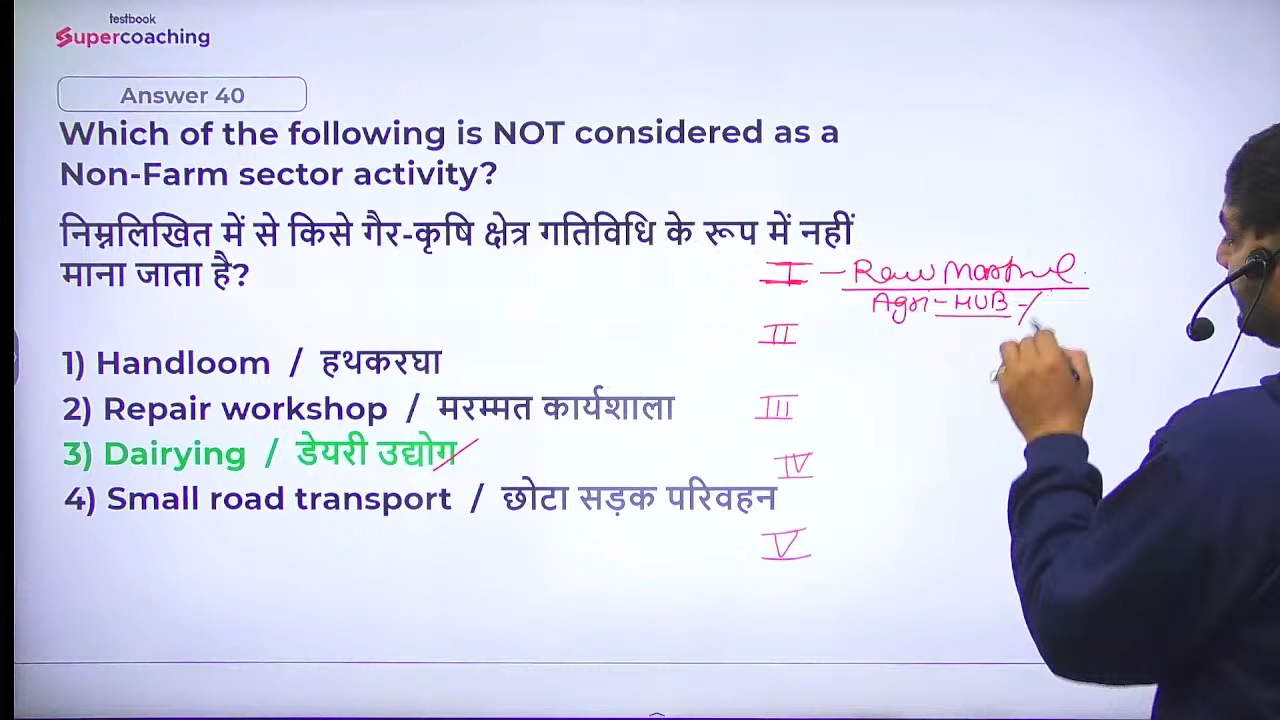 testbook
Supercoaching
Answer 40
Which of the following is NOT considered as a
Non-Farm sector activity?
निम्नलिखित में से किसे गैर-कृषि क्षेत्र गतिविधि के रूप में नहीं
माना जाता है?
I - Raw
Agri - HUB -
II
1) Handloom / हथकरघा
2) Repair workshop / मरम्मत कार्यशाला
III
3) Dairying / डेयरी उद्योग
IV
4) Small road transport / छोटा सड़क परिवहन
V